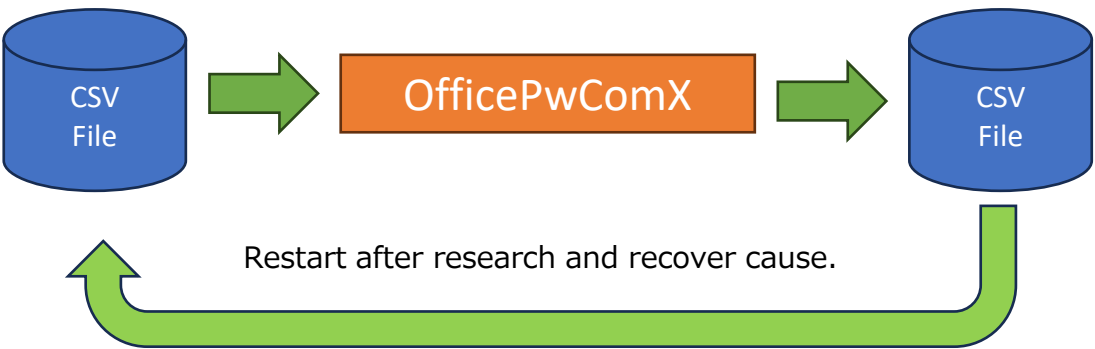 CSV
File
OfficePwComX
CSV
File
Restart after research and recover cause.